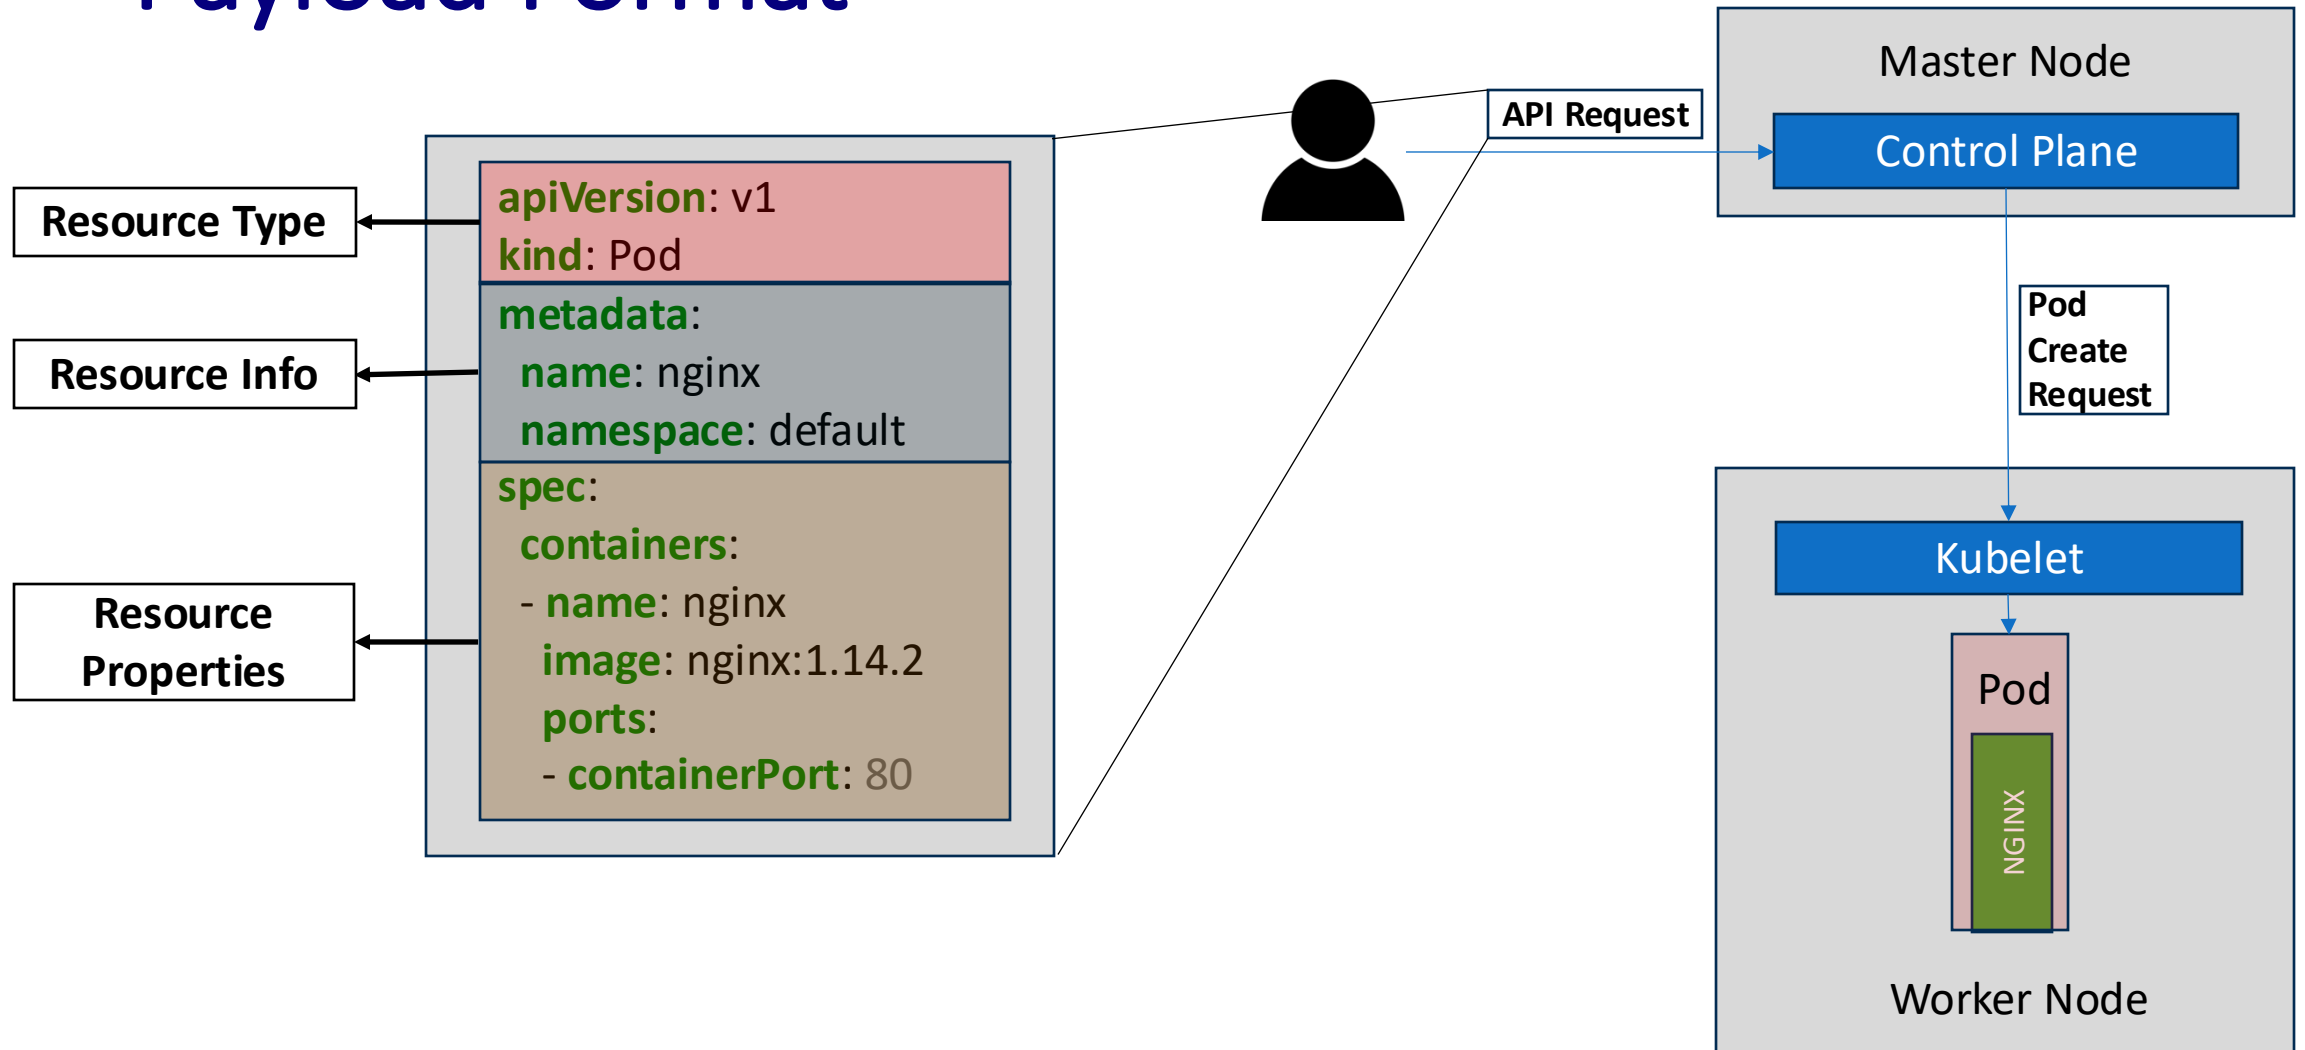 Payload Format
Resource Type
Resource Info
Resource
Properties
apiVersion: v1
kind: Pod
metadata:
name: nginx
namespace: default
spec:
containers:
- name: nginx
image: nginx:1.14.2
ports:
- containerPort: 80
API Request
Master Node
Control Plane
Pod
Create
Request
Kubelet
Pod
NGINX
Worker Node